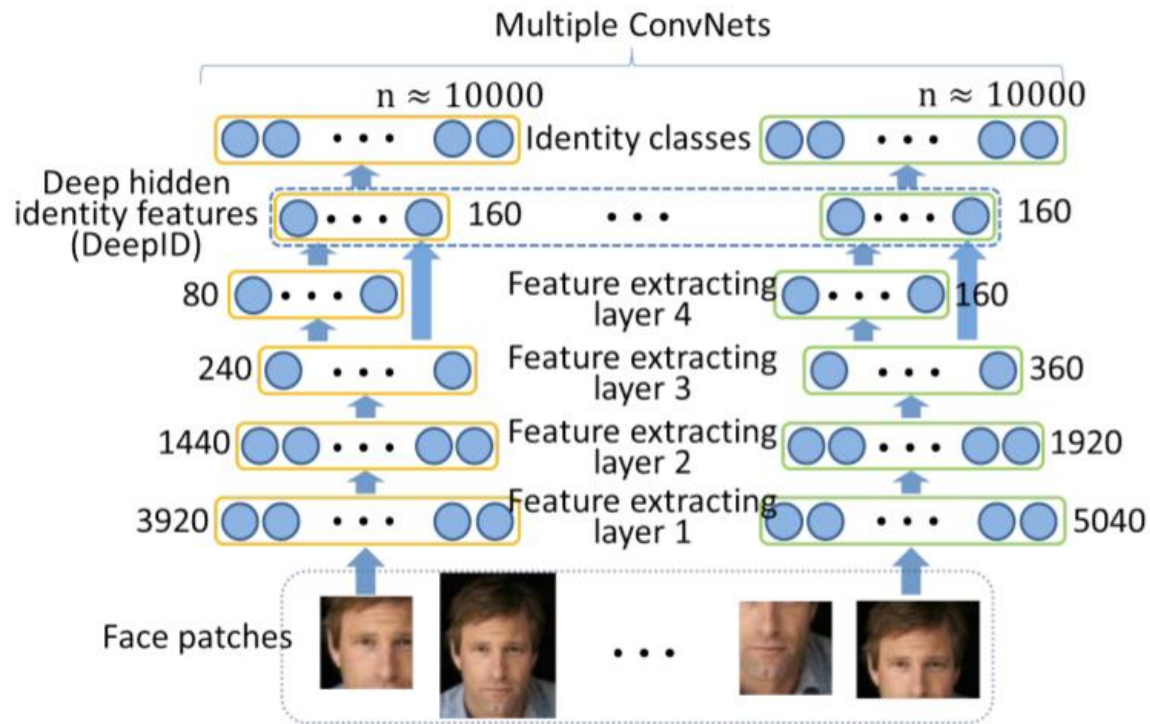 Multiple ConvNets
n ≈ 10000
n ≈ 10000
Identity classes
Deep hidden
identity features
(DeepID)
160
160
80
Feature extracting
layer 4
160
240
Feature extracting
layer 3
360
1440
Feature extracting
layer 2
1920
3920
Feature extracting
layer 1
5040
Face patches